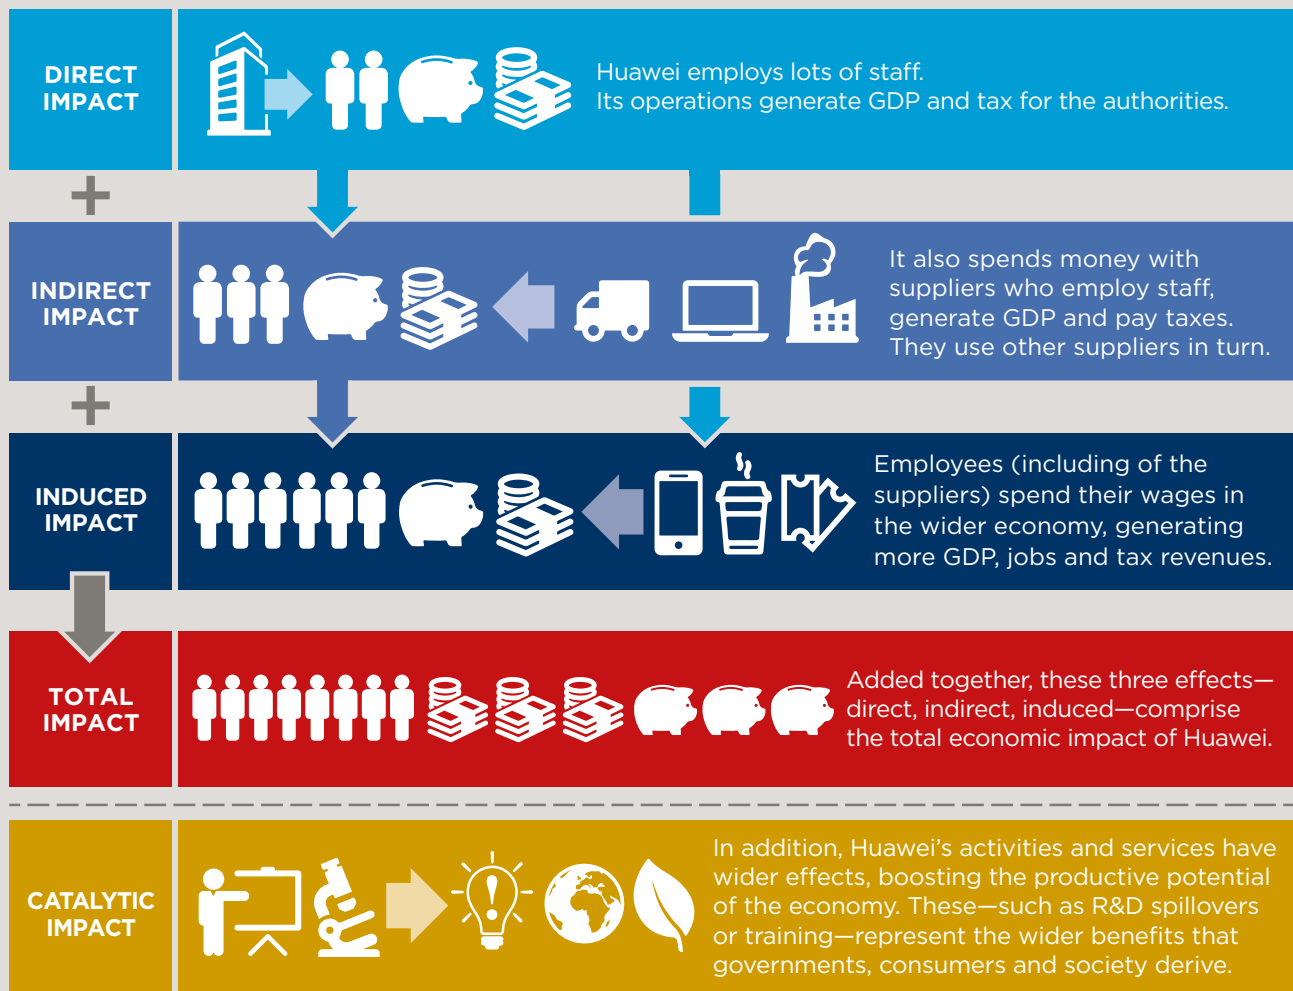 DIRECT
IMPACT
Huawei employs lots of staff.
Its operations generate GDP and tax for the authorities.
+
INDIRECT
IMPACT
It also spends money with
suppliers who employ staff,
generate GDP and pay taxes.
They use other suppliers in turn.
+
INDUCED
IMPACT
Employees (including of the
suppliers) spend their wages in
the wider economy, generating
more GDP, jobs and tax revenues.
TOTAL
IMPACT
Added together, these three effects—
direct, indirect, induced—comprise
the total economic impact of Huawei.
CATALYTIC
IMPACT
In addition, Huawei’s activities and services have
wider effects, boosting the productive potential
of the economy. These—such as R&D spillovers
or training—represent the wider benefits that
governments, consumers and society derive.